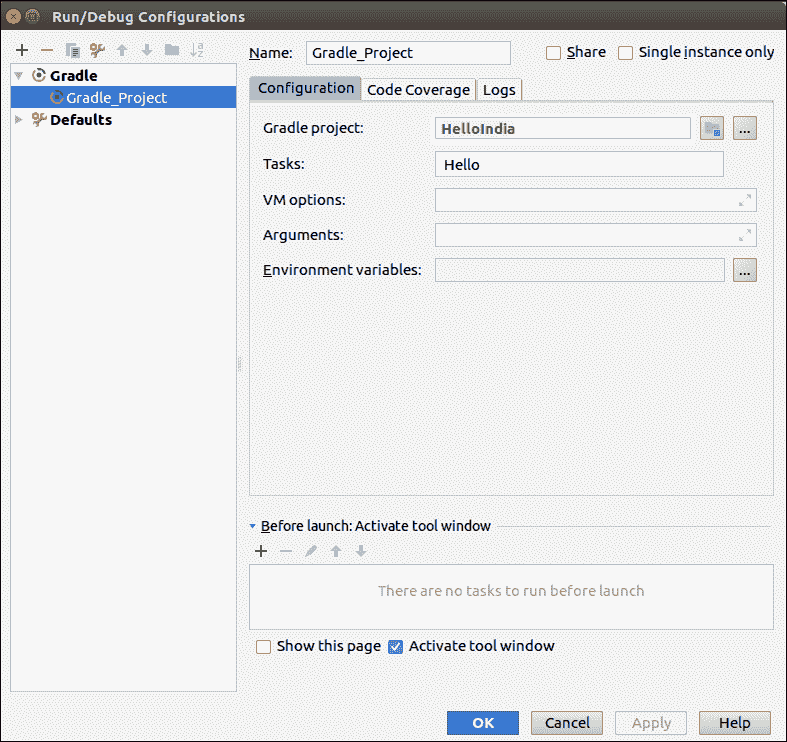 Run/Debug Configurations
Name: Gradle_Project Share Single instance only
Gradle
Gradle_Project
Defaults
Configuration Code Coverage Logs
Gradle project: HelloIndia ...
Tasks: Hello
VM options:
Arguments:
Environment variables: ...
Before launch: Activate tool window
There are no tasks to run before launch
Show this page Activate tool window
OK Cancel Apply Help